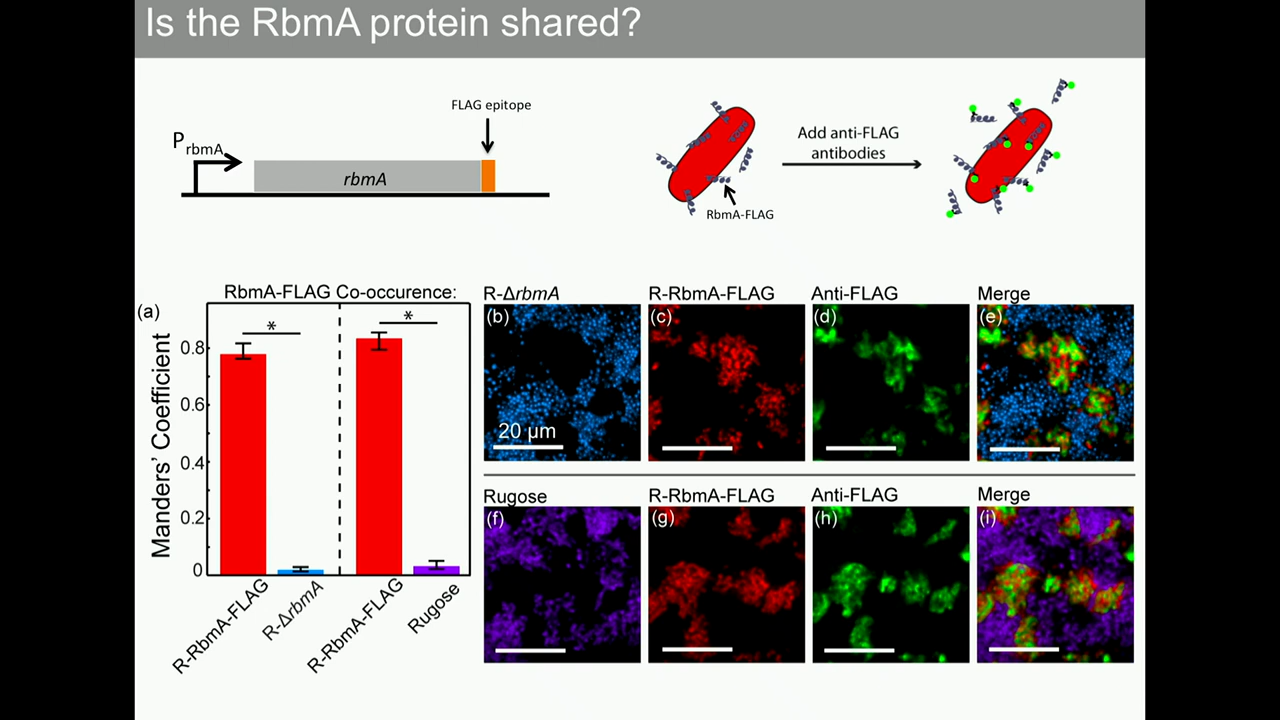 Is the RbmA protein shared?
FLAG epitope
PrbmA
rbmA
Add anti-FLAG
antibodies
RbmA-FLAG
(a)
RbmA-FLAG Co-occurence:
Manders' Coefficient
0.8
0.6
0.4
0.2
0
*
*
R-RbmA-FLAG
R-ΔrbmA
R-RbmA-FLAG
Rugose
R-ΔrbmA
R-RbmA-FLAG
Anti-FLAG
Merge
(b)
(c)
(d)
(e)
20 µm
Rugose
R-RbmA-FLAG
Anti-FLAG
Merge
(f)
(g)
(h)
(i)